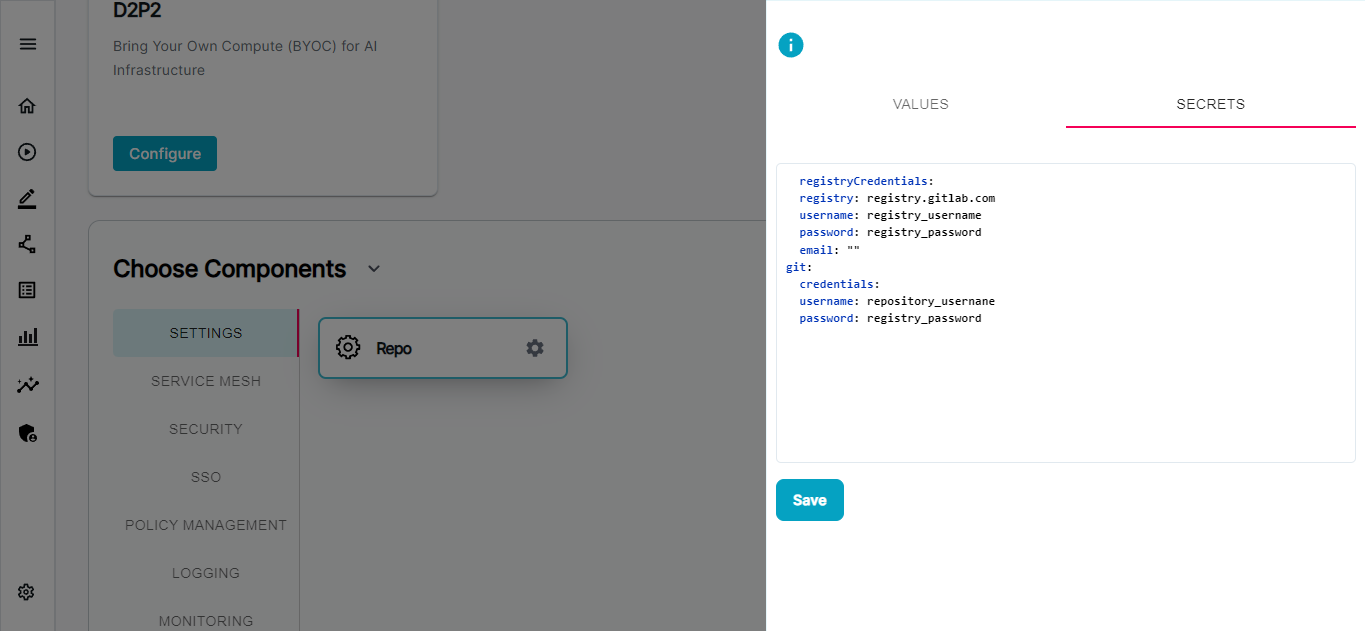 D2P2
Bring Your Own Compute (BYOC) for AI
Infrastructure
Configure
Choose Components
SETTINGS
SERVICE MESH
SECURITY
SSO
POLICY MANAGEMENT
LOGGING
MONITORING
Repo
VALUES
SECRETS
registryCredentials:
registry: registry.gitlab.com
username: registry_username
password: registry_password
email: ""
git:
credentials:
username: repository_usernane
password: registry_password
Save